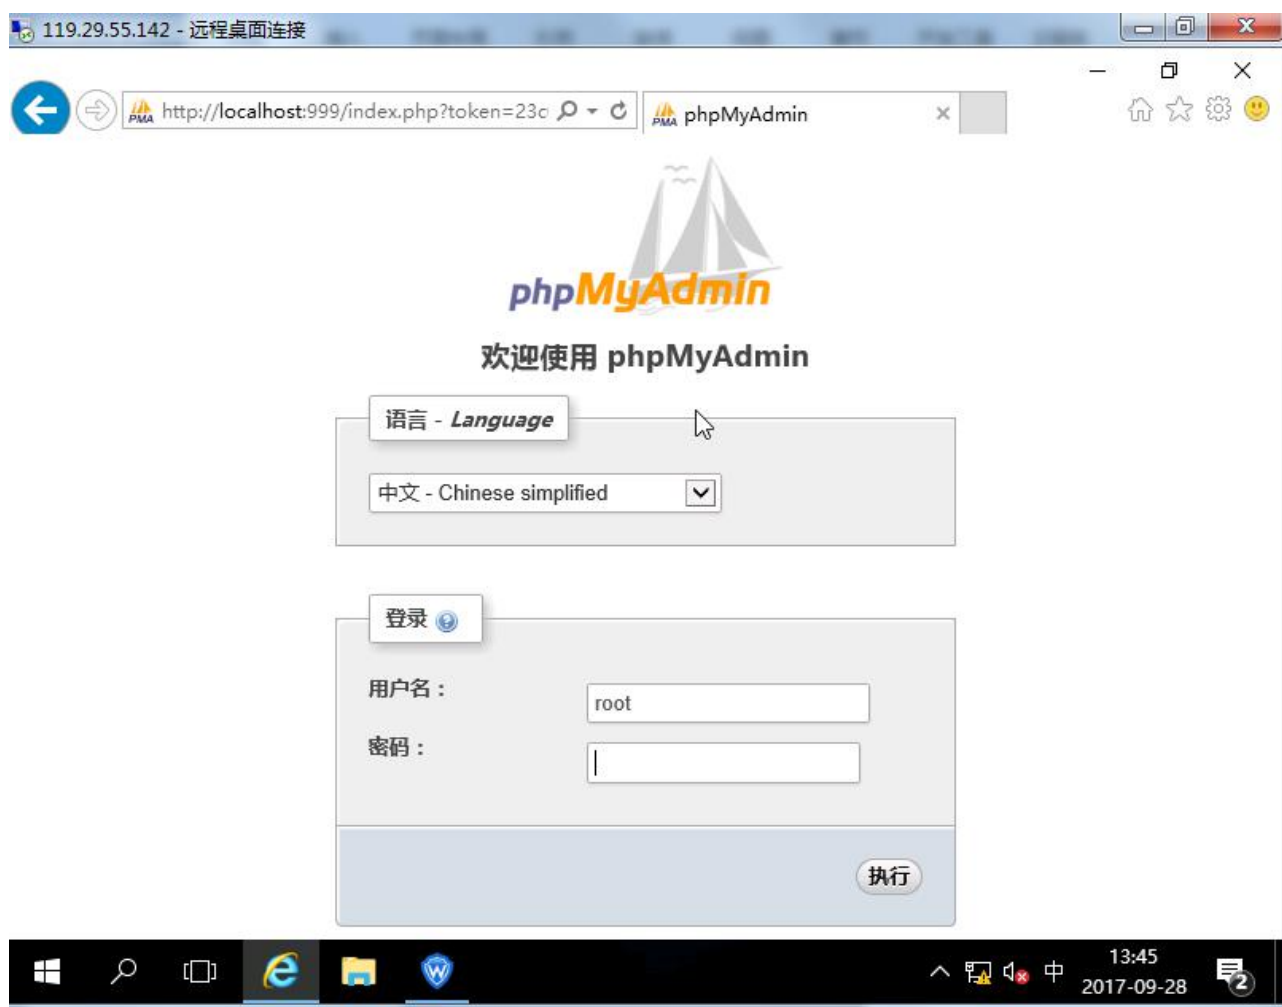 119.29.55.142 - 远程桌面连接
http://localhost:999/index.php?token=23c
phpMyAdmin
phpMyAdmin
欢迎使用 phpMyAdmin
语言 - Language
中文 - Chinese simplified
登录
用户名：
root
密码：
执行
中
13:45
2017-09-28
2